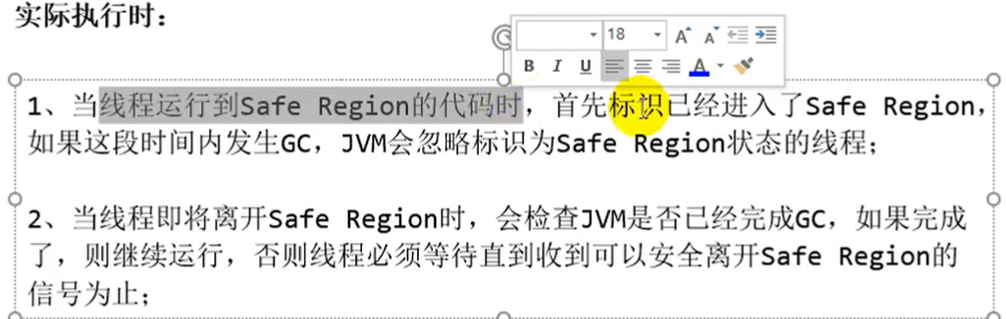 实际执行时：
18
A A
B I U A
1、当线程运行到Safe Region的代码时，首先标识已经进入了Safe Region，
如果这段时间内发生GC，JVM会忽略标识为Safe Region状态的线程；
2、当线程即将离开Safe Region时，会检查JVM是否已经完成GC，如果完成
了，则继续运行，否则线程必须等待直到收到可以安全离开Safe Region的
信号为止；